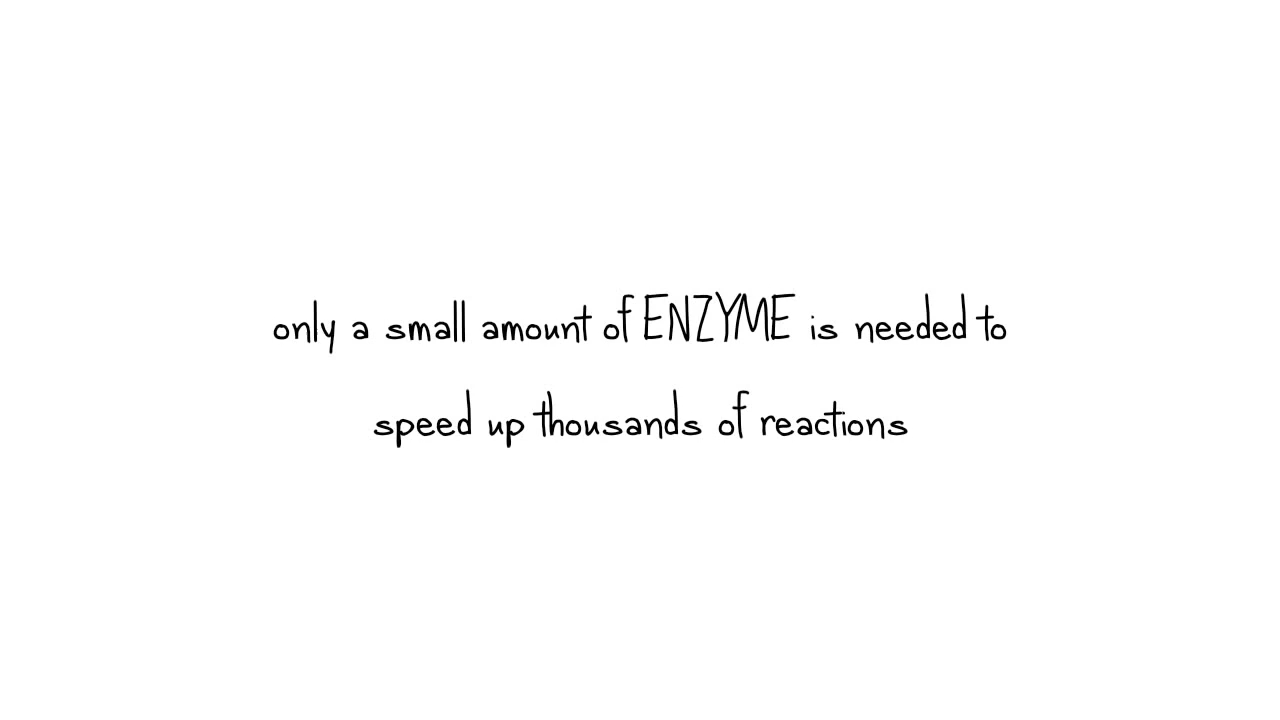 only a small amount of ENZYME is needed to
speed up thousands of reactions